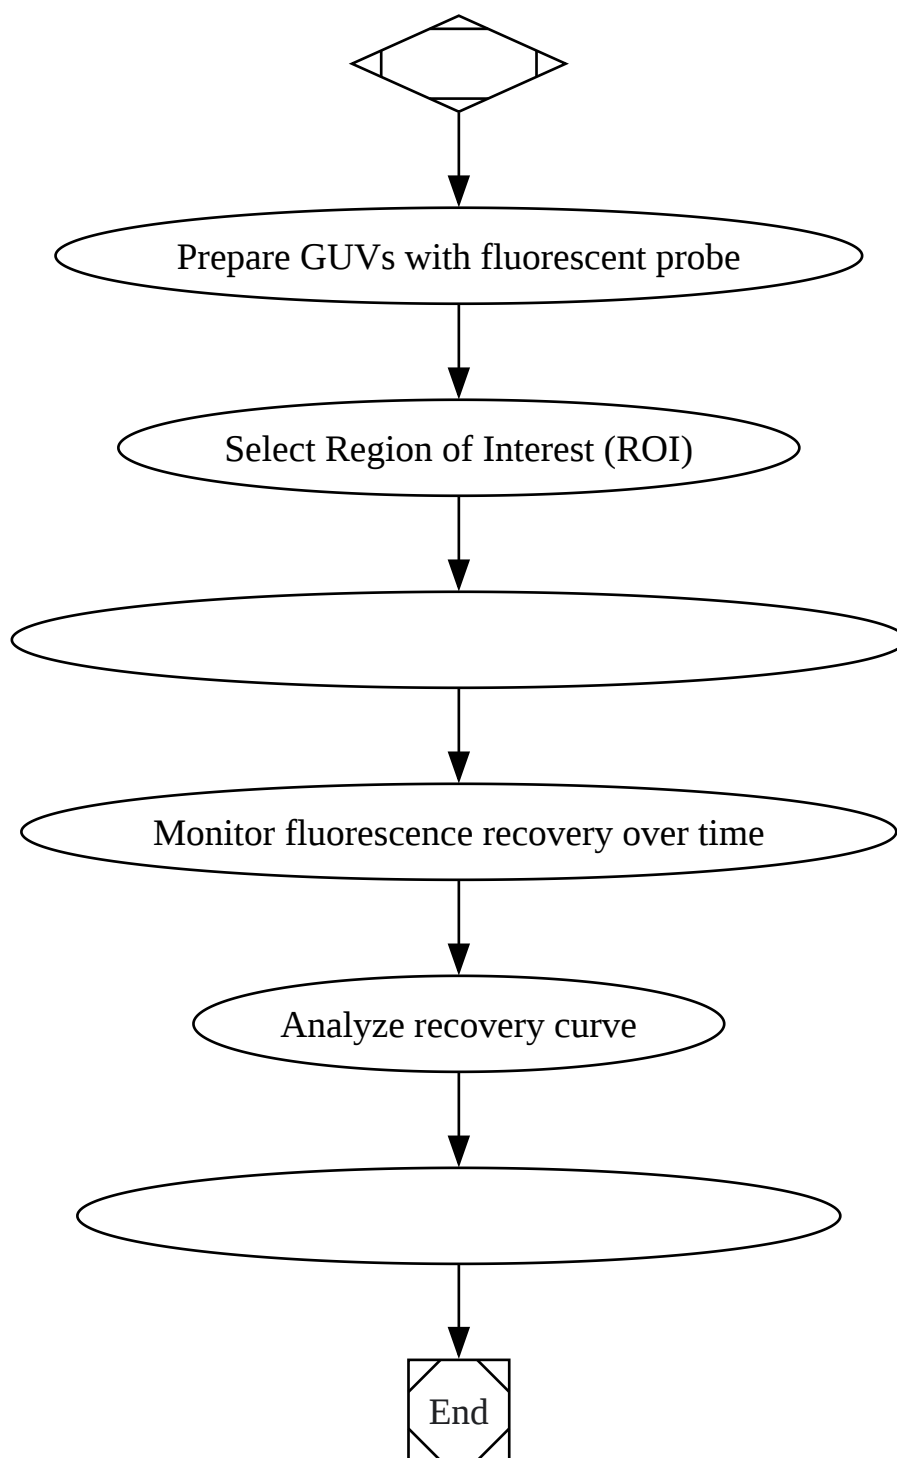 Prepare GUVs with fluorescent probe
Select Region of Interest (ROI)
Monitor fluorescence recovery over time
Analyze recovery curve
End